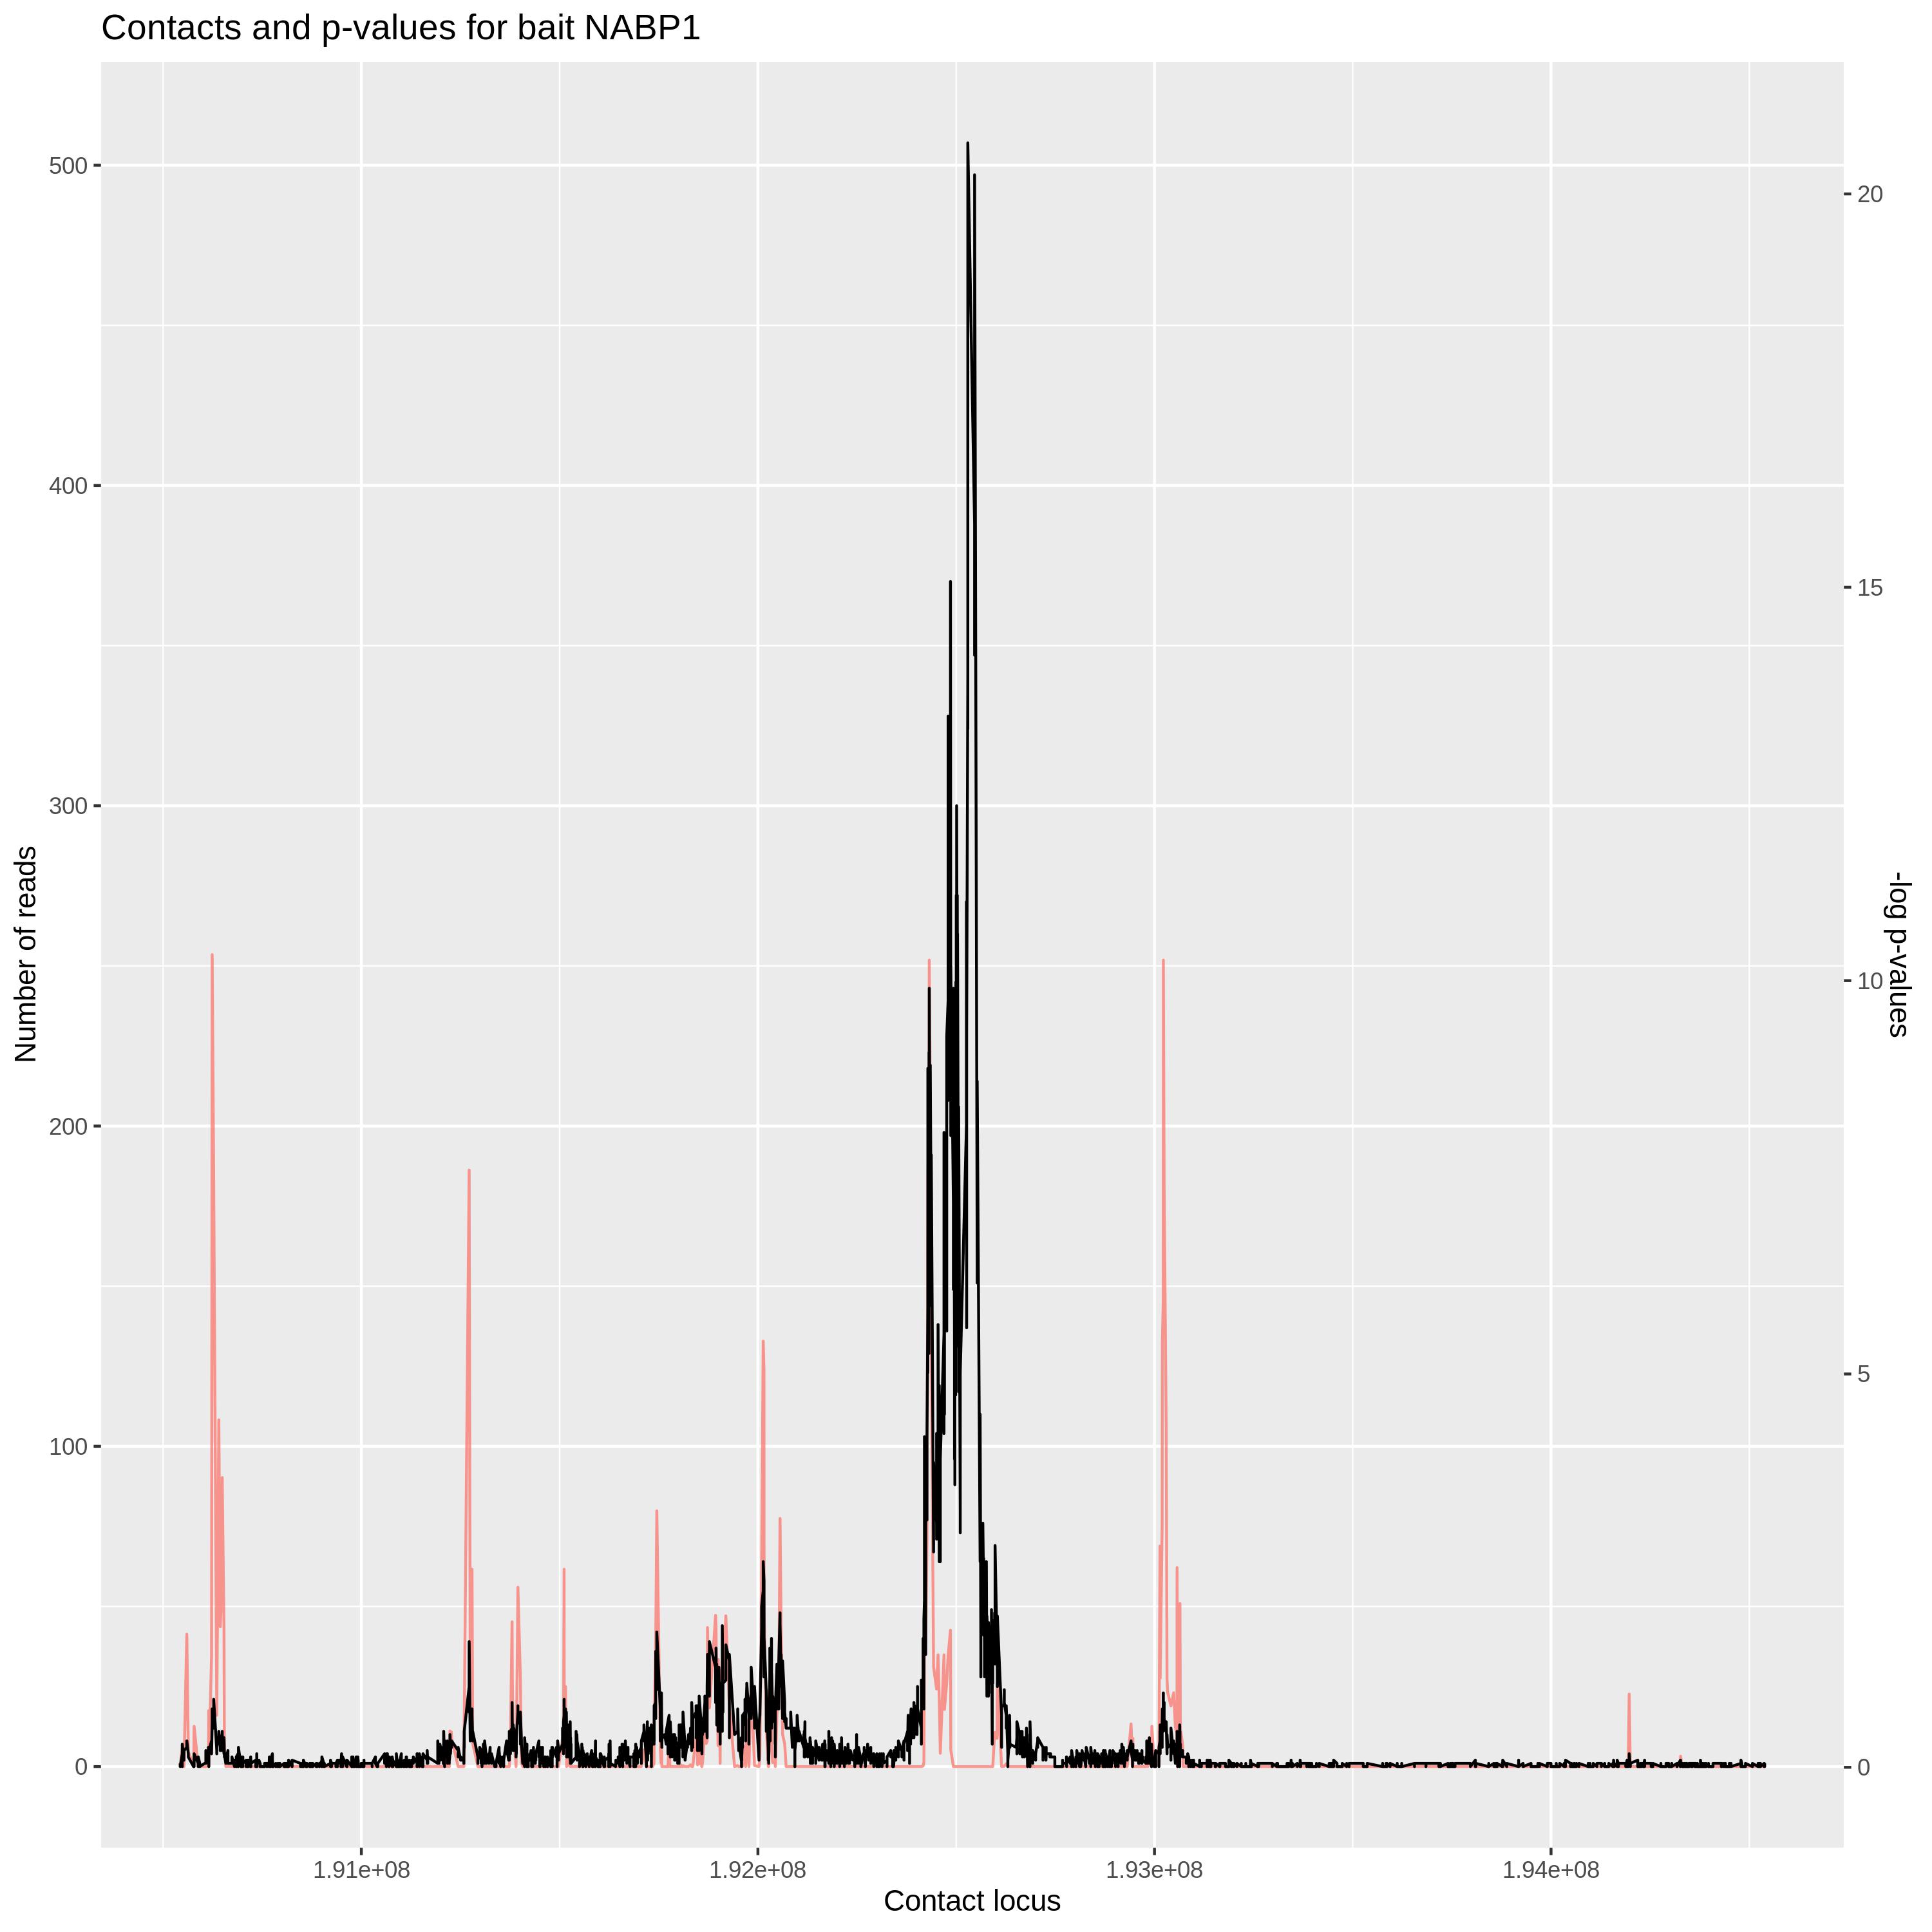 Contacts and p-values for bait NABP1
500
400
300
200
100
0
Number of reads
20
15
10
5
0
-log p-values
1.91e+08
1.92e+08
1.93e+08
1.94e+08
Contact locus